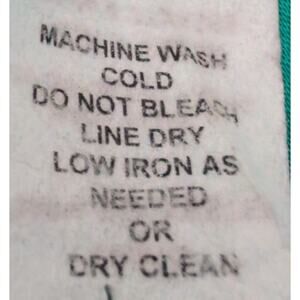 MACHINE WASH
COLD
DO NOT BLEACH
LINE DRY
LOW IRON AS
NEEDED
OR
DRY CLEAN